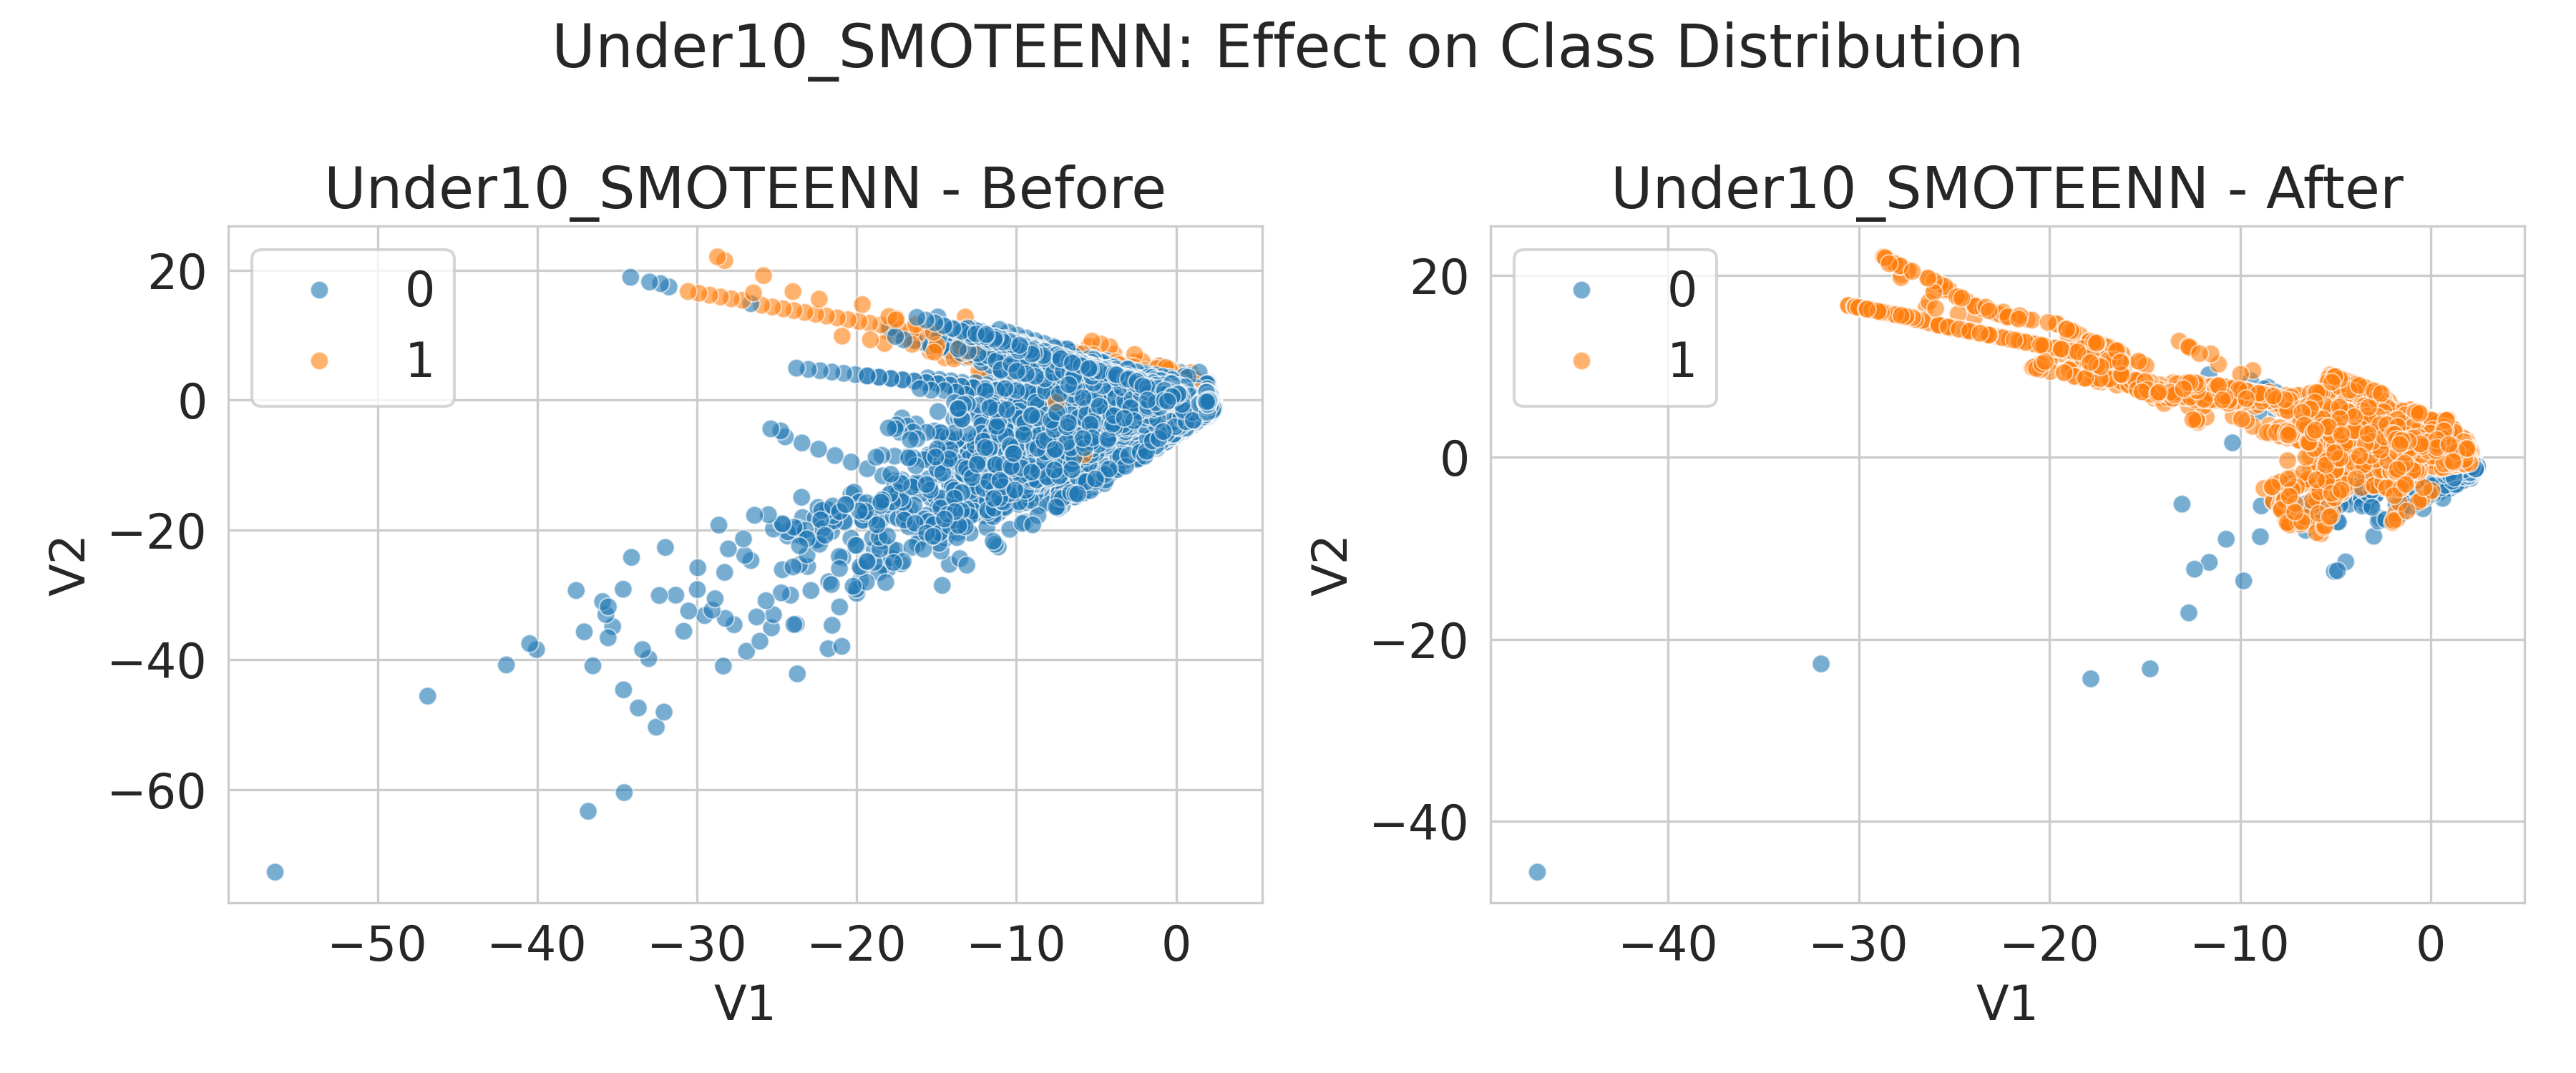 Under10_SMOTEENN: Effect on Class Distribution
Under10_SMOTEENN - Before
0
1
20
0
−20
−40
−60
V2
−50 −40 −30 −20 −10 0
V1
Under10_SMOTEENN - After
0
1
20
0
−20
−40
V2
−40 −30 −20 −10 0
V1